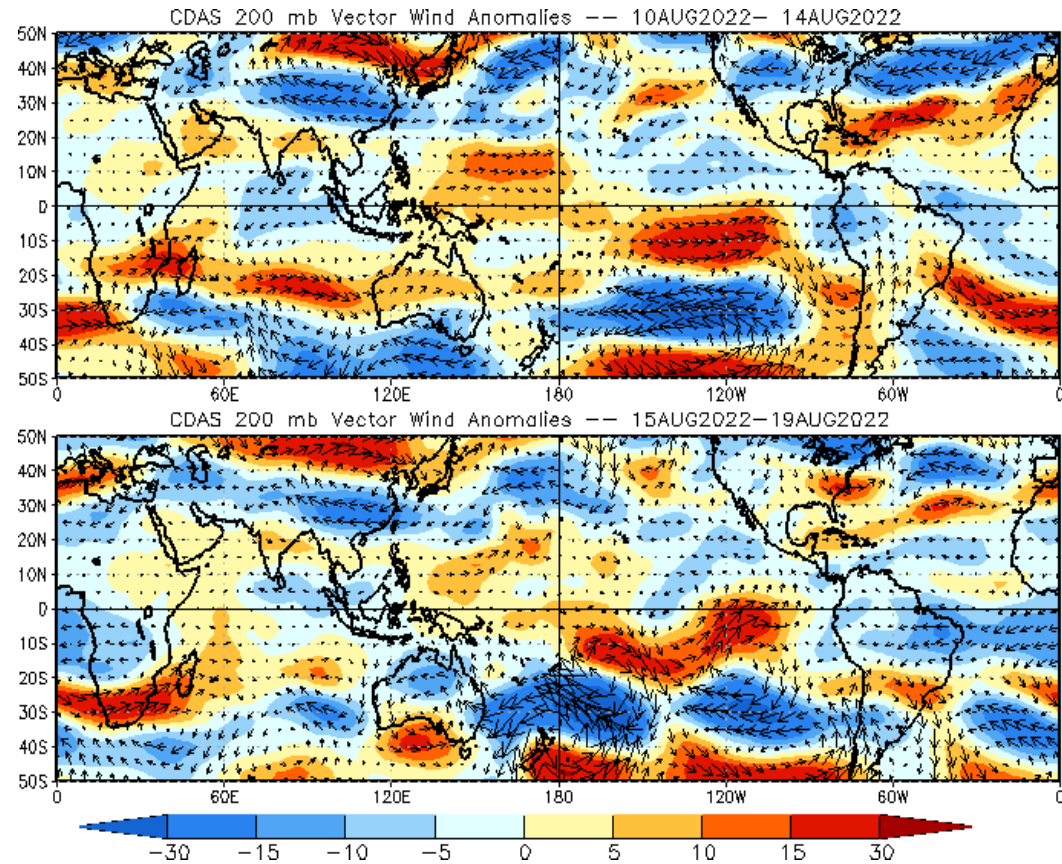 CDAS 200 mb Vector Wind Anomalies -- 10AUG2022- 14AUG2022
50N
40N
30N
20N
10N
0
10S
20S
30S
40S
50S
0 60E 120E 180 120W 60W 0
CDAS 200 mb Vector Wind Anomalies -- 15AUG2022-19AUG2022
50N
40N
30N
20N
10N
0
10S
20S
30S
40S
50S
0 60E 120E 180 120W 60W 0
-30 -15 -10 -5 0 5 10 15 30